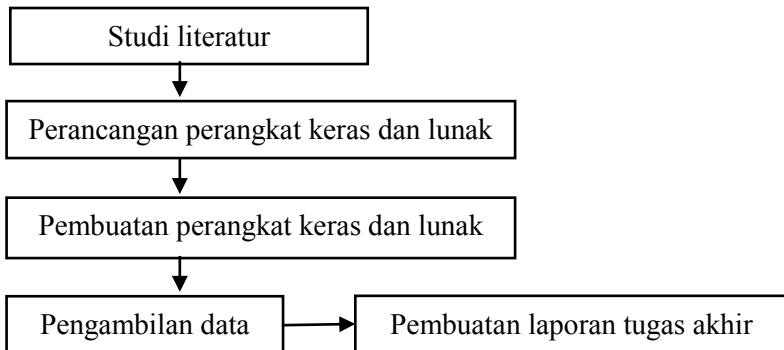 Studi literatur
Perancangan perangkat keras dan lunak
Pembuatan perangkat keras dan lunak
Pengambilan data
Pembuatan laporan tugas akhir